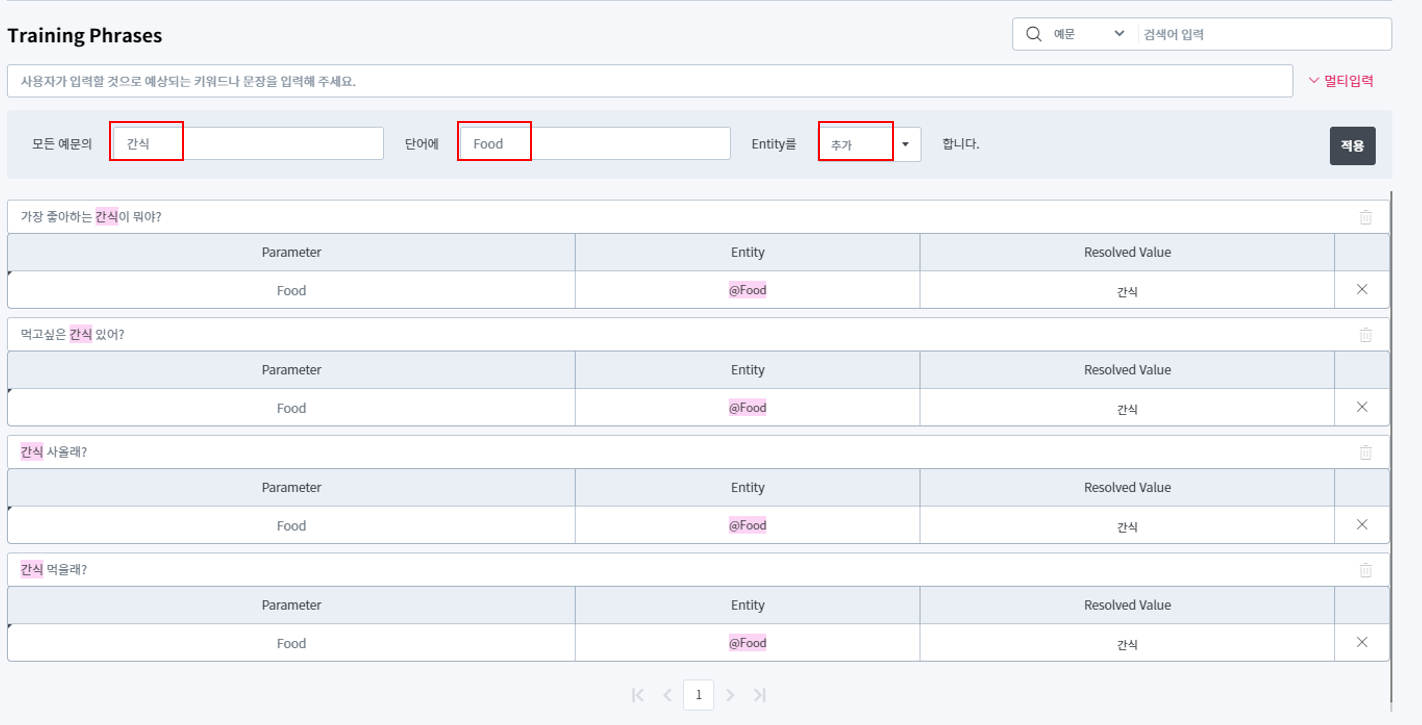 Training Phrases
예문 검색어 입력
사용자가 입력할 것으로 예상되는 키워드나 문장을 입력해 주세요.
멀티입력
모든 예문의 간식 단어에 Food Entity를 추가 합니다. 적용
가장 좋아하는 간식이 뭐야?
Parameter Entity Resolved Value
Food @Food 간식
먹고싶은 간식 있어?
Parameter Entity Resolved Value
Food @Food 간식
간식 사올래?
Parameter Entity Resolved Value
Food @Food 간식
간식 먹을래?
Parameter Entity Resolved Value
Food @Food 간식
1